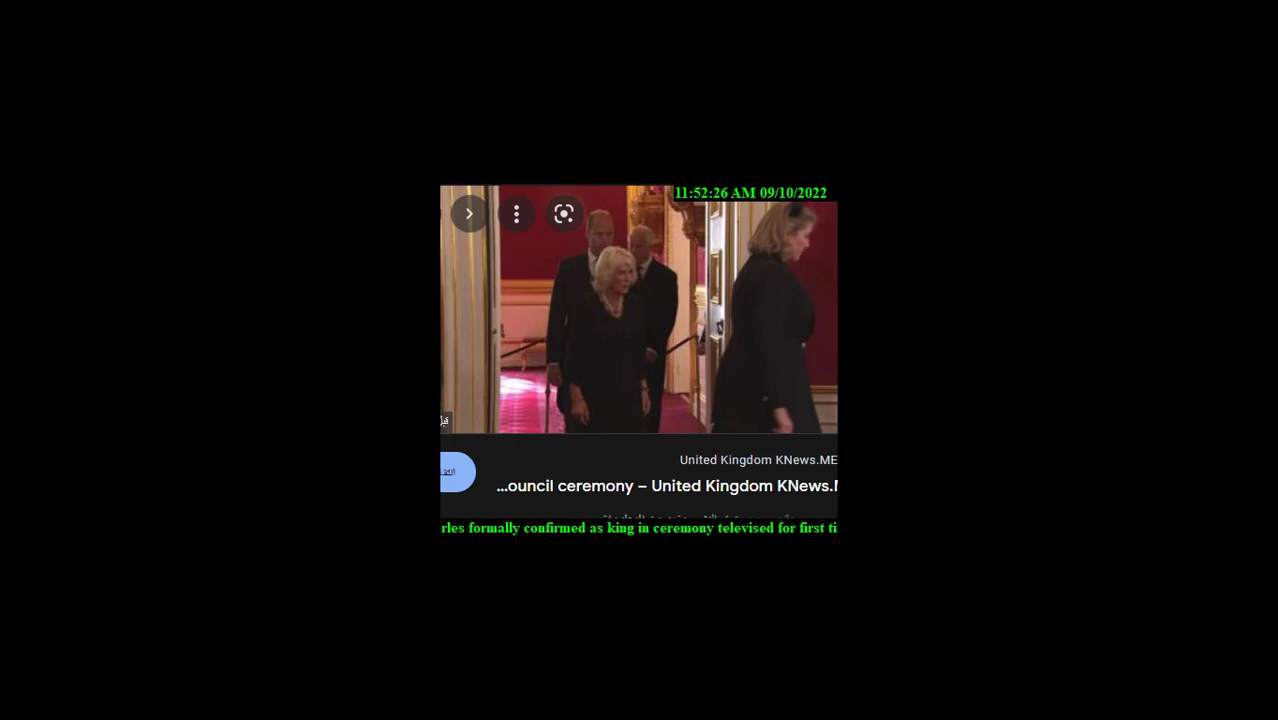 11:52:26 AM 09/10/2022
United Kingdom KNews.ME
...ouncil ceremony – United Kingdom KNews.
rles formally confirmed as king in ceremony televised for first ti